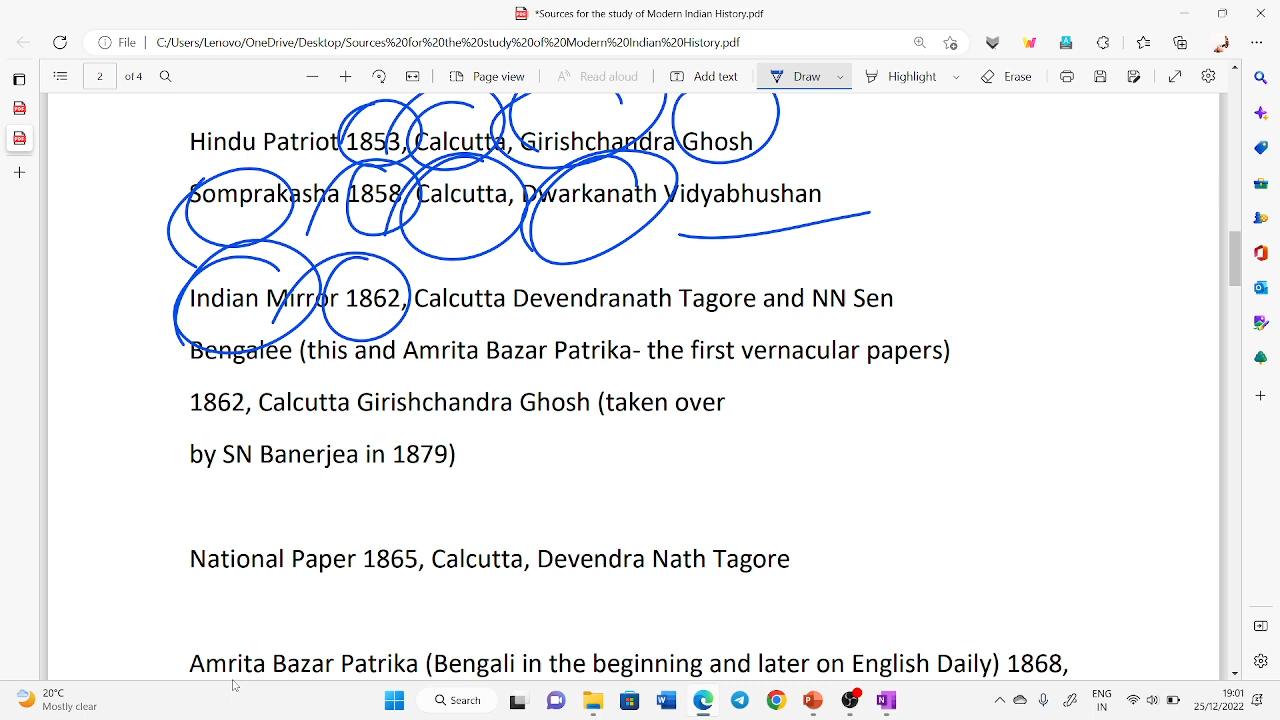 *Sources for the study of Modern Indian History.pdf
File C:/Users/Lenovo/OneDrive/Desktop/Sources%20for%20the%20study%20of%20Modern%20Indian%20History.pdf
2 of 4 Page view Read aloud Add text Draw Highlight Erase
Hindu Patriot 1853, Calcutta, Girishchandra Ghosh
Somprakasha 1858 Calcutta, Dwarkanath Vidyabhushan
Indian Mirror 1862, Calcutta Devendranath Tagore and NN Sen
Bengalee (this and Amrita Bazar Patrika- the first vernacular papers)
1862, Calcutta Girishchandra Ghosh (taken over
by SN Banerjea in 1879)
National Paper 1865, Calcutta, Devendra Nath Tagore
Amrita Bazar Patrika (Bengali in the beginning and later on English Daily) 1868,
20°C
Mostly clear
Search
ENG
IN
19:01
25/12/2022